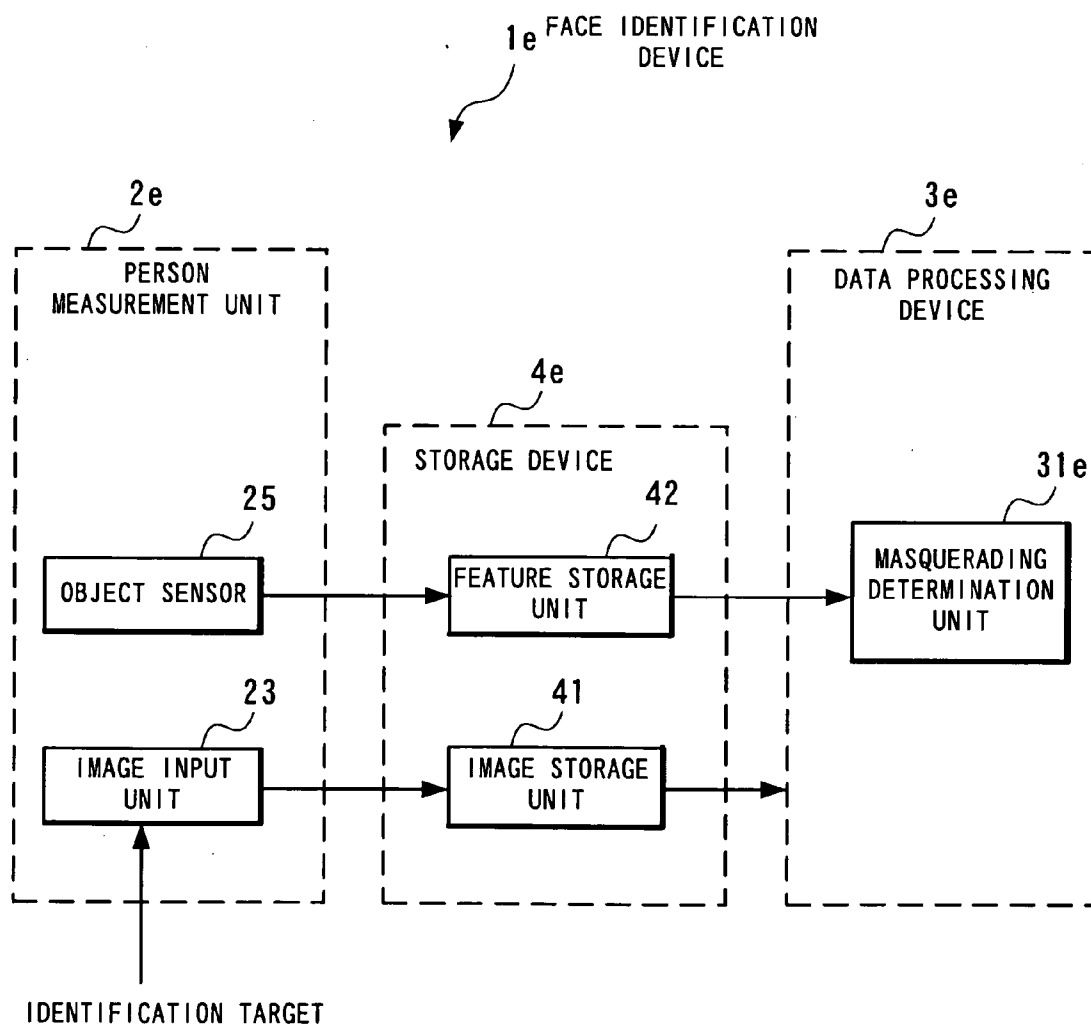 1e FACE IDENTIFICATION
DEVICE
2e
PERSON
MEASUREMENT UNIT
3e
DATA PROCESSING
DEVICE
4e
STORAGE DEVICE
25
OBJECT SENSOR
42
FEATURE STORAGE
UNIT
31e
MASQUERADING
DETERMINATION
UNIT
23
IMAGE INPUT
UNIT
41
IMAGE STORAGE
UNIT
IDENTIFICATION TARGET